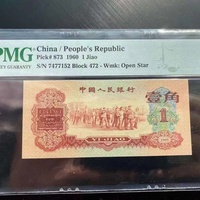 PMG
China / People's Republic
Pick# 873 1960 1 Jiao
S/N 7477152 Block 472 - Wmk: Open Star
中国人民银行
壹角
1
YI JIAO